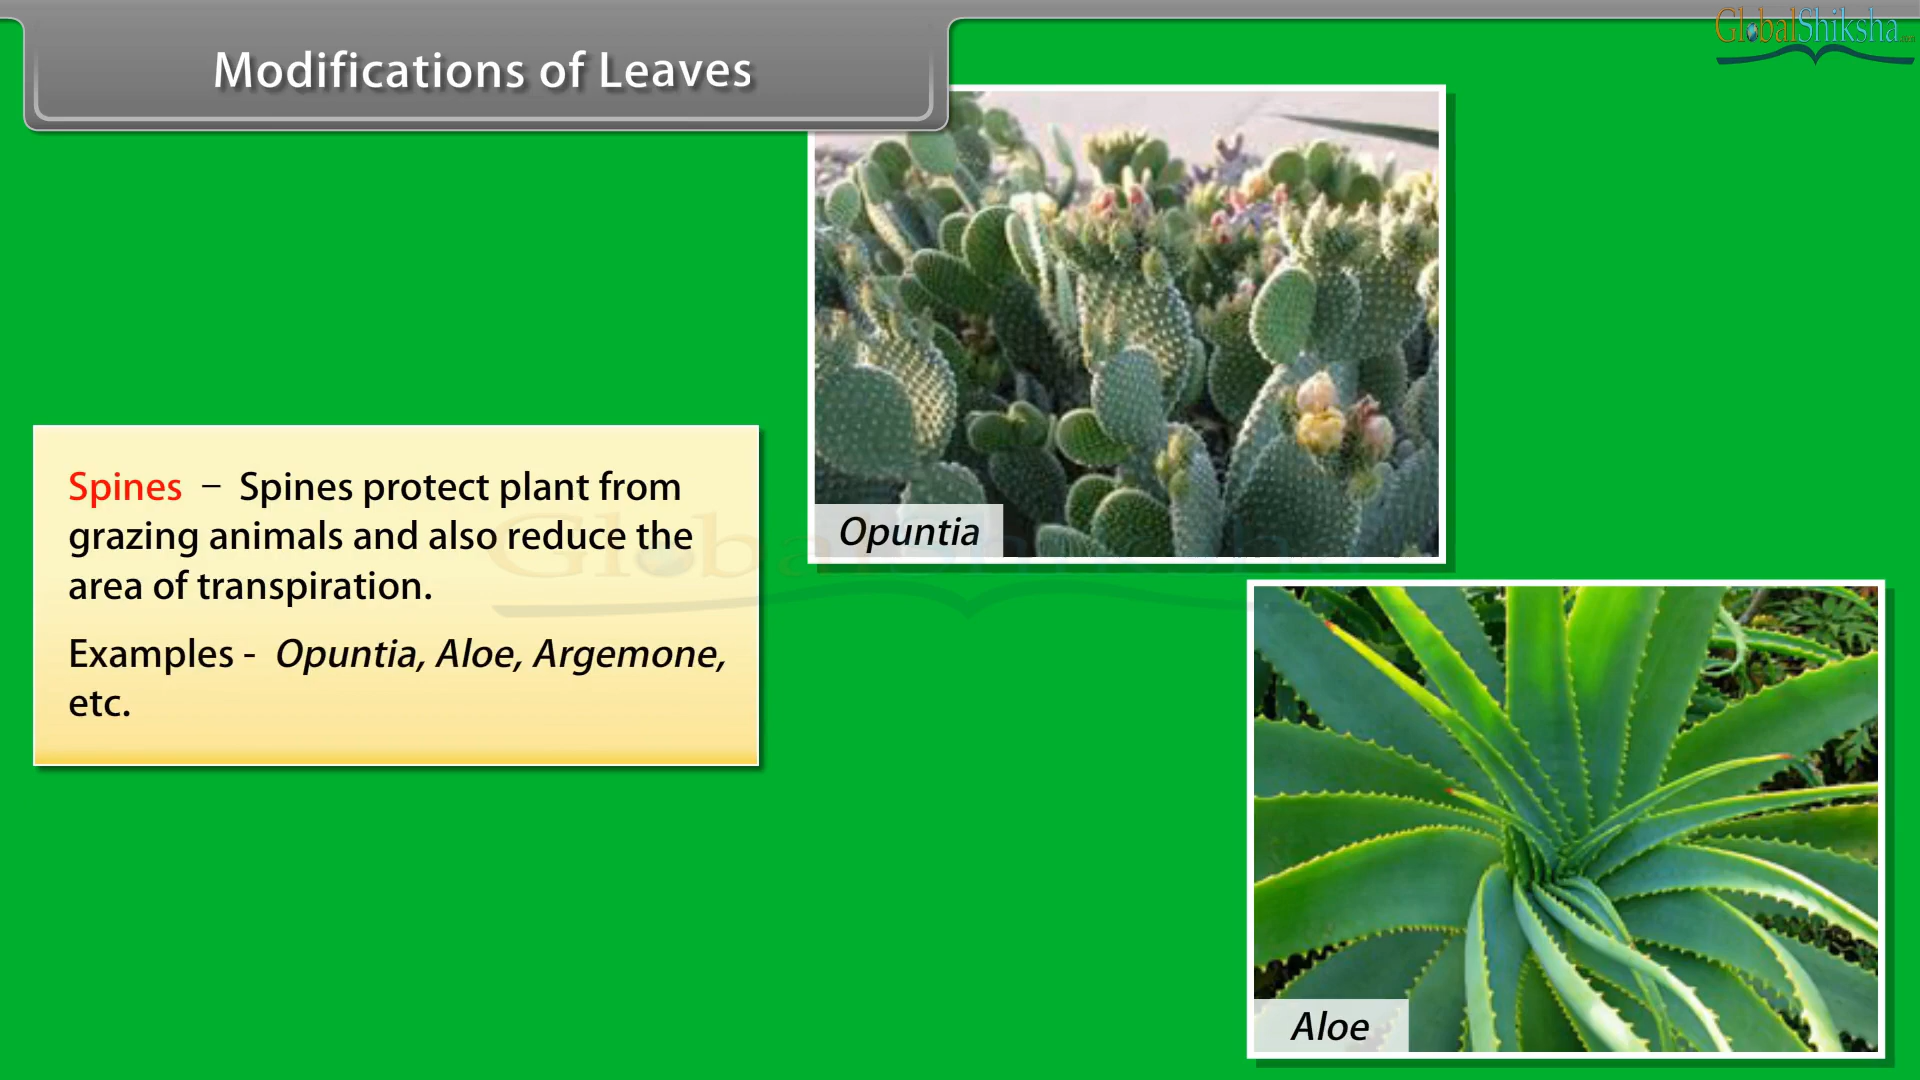 Modifications of Leaves
GlobalShiksha
Spines – Spines protect plant from
grazing animals and also reduce the
area of transpiration.
Examples - Opuntia, Aloe, Argemone,
etc.
Opuntia
Aloe